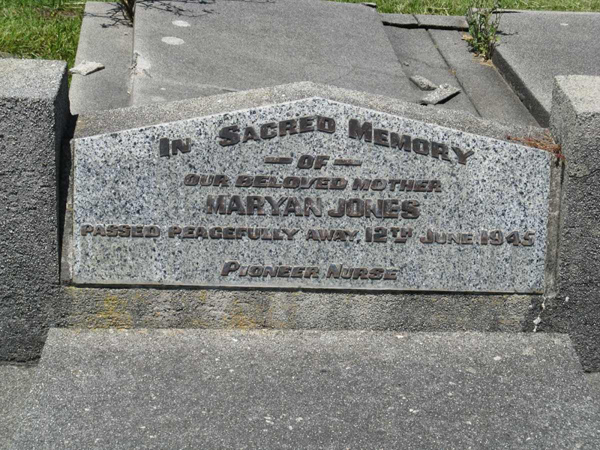 In Sacred Memory
— OF —
OUR BELOVED MOTHER
MARYAN JONES
PASSED PEACEFULLY AWAY, 12TH JUNE 1945
PIONEER NURSE